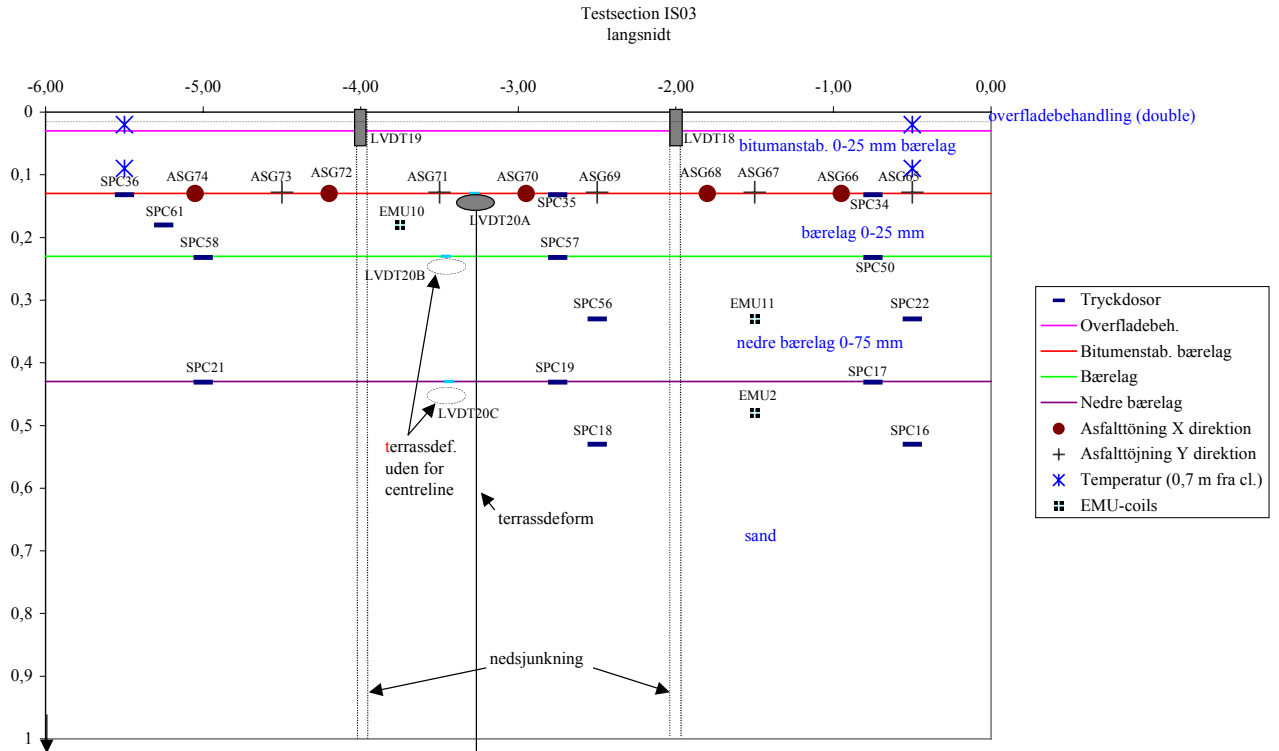 Testsection IS03
langsnidt
-6,00 -5,00 -4,00 -3,00 -2,00 -1,00 0,00
0
overfladebehandling (double)
LVDT19 LVDT18
bitumanstab. 0-25 mm bærelag
0,1
SPC36 ASG74 ASG73 ASG72 ASG71 ASG70 ASG69 ASG68 ASG67 ASG66 ASG65
SPC35 SPC34
SPC61 EMU10 LVDT20A
0,2
bærelag 0-25 mm
SPC58 SPC57 SPC50
LVDT20B
0,3
SPC56 EMU11 SPC22
nedre bærelag 0-75 mm
0,4
SPC21 SPC19 SPC17
LVDT20C EMU2
0,5
SPC18 SPC16
terrassdef.
uden for
centreline
0,6
terrassdeform
sand
0,7
0,8
nedsjunkning
0,9
1
Tryckdosor
Overfladebeh.
Bitumenstab. bærelag
Bærelag
Nedre bærelag
Asfalttöning X direktion
Asfalttöjning Y direktion
Temperatur (0,7 m fra cl.)
EMU-coils